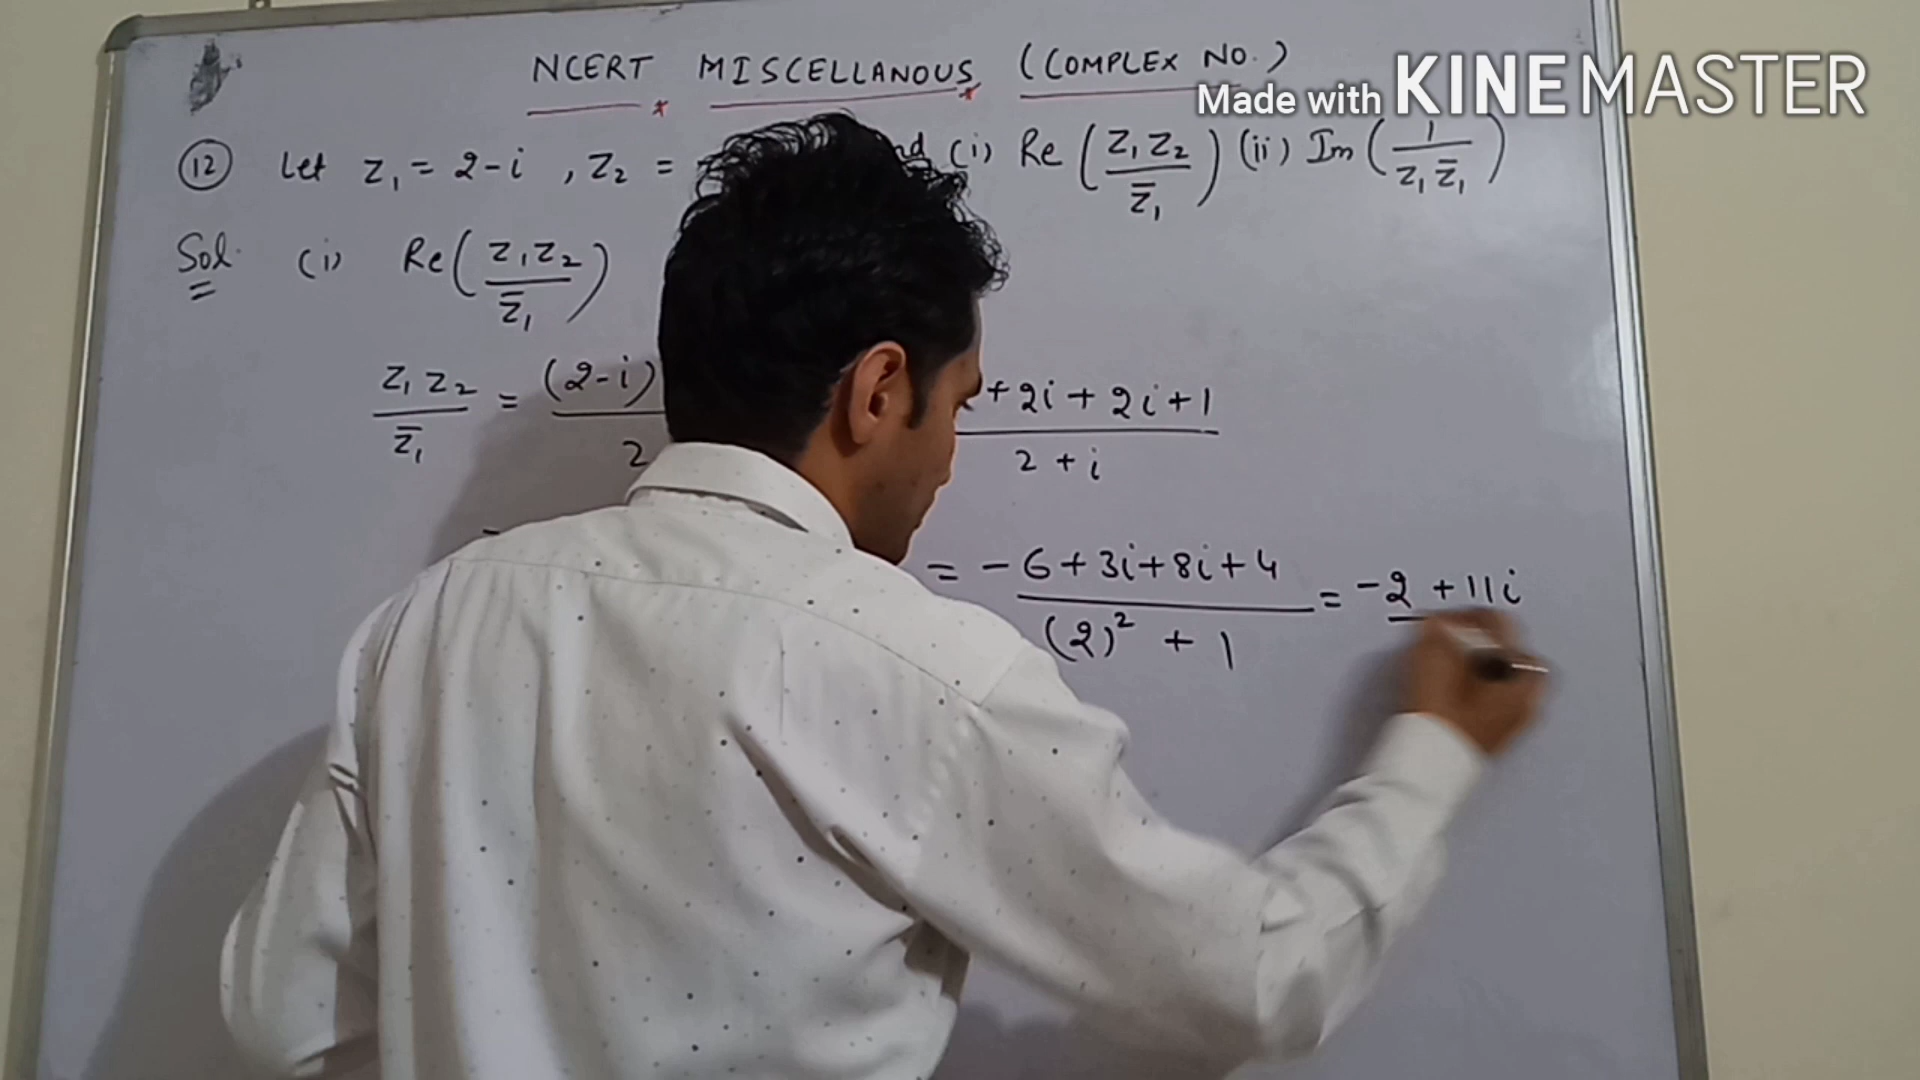 NCERT MISCELLANOUS (COMPLEX NO.)
Made with KINEMASTER
(12) Let z₁ = 2-i , z₂ = (i) Re (z₁z₂ / z̄₁) (ii) Im (1 / z₁z̄₁)
Sol. (i) Re (z₁z₂ / z̄₁)
z₁z₂ / z̄₁ = (2-i) / 2 +2i+2i+1 / 2+i
= -6+3i+8i+4 / (2)² + 1 = -2+11i